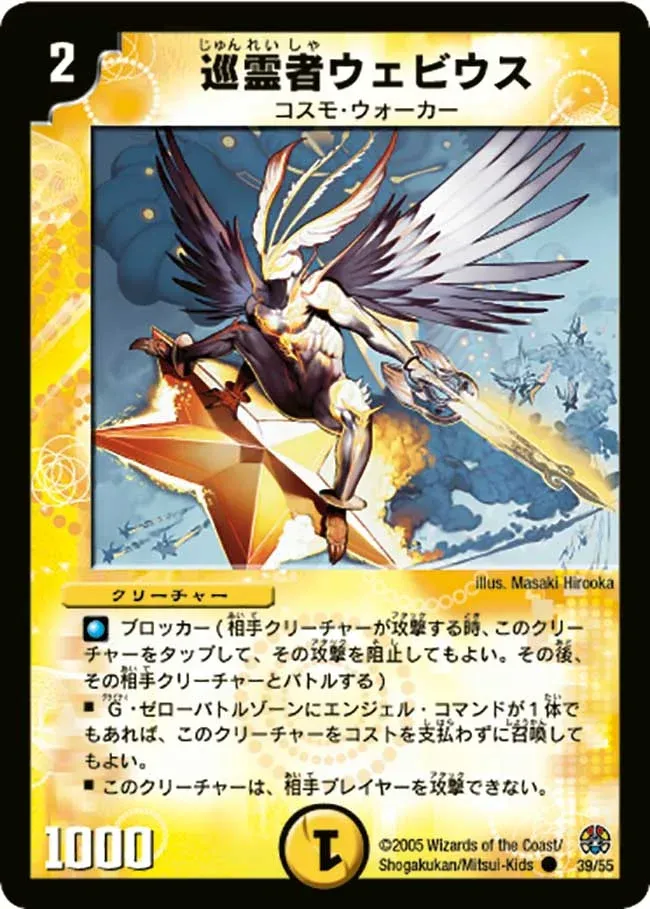 2
じゅんれいしゃ
巡霊者ウェビウス
コスモ・ウォーカー
illus. Masaki Hirooka
クリーチャー
ブロッカー(相手クリーチャーが攻撃する時、このクリー
チャーをタップして、その攻撃を阻止してもよい。その後、
その相手クリーチャーとバトルする)
■ G・ゼローバトルゾーンにエンジェル・コマンドが1体で
もあれば、このクリーチャーをコストを支払わずに召喚して
もよい。
■ このクリーチャーは、相手プレイヤーを攻撃できない。
1000
1
©2005 Wizards of the Coast/
Shogakukan/Mitsui-Kids ● 39/55